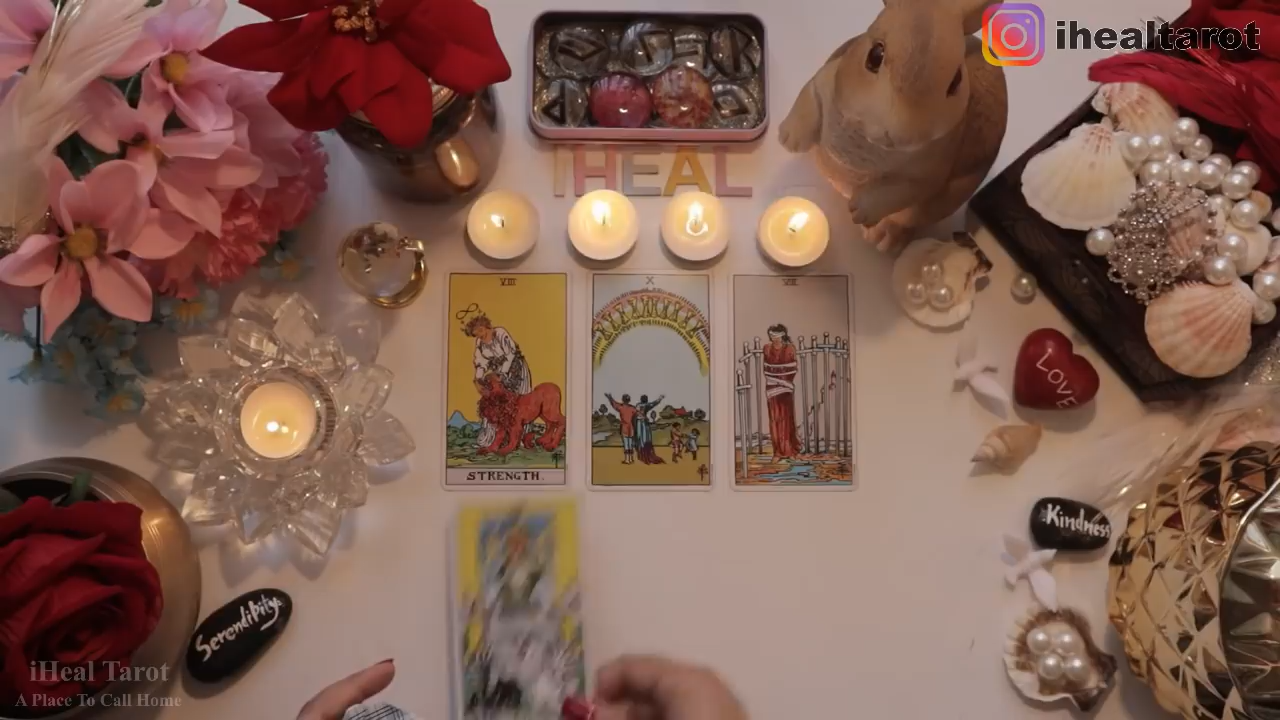 ihealtarot
IHEAL
VIII
X
VIII
STRENGTH.
LOVE
Kindness
Serendipity
iHeal Tarot
A Place To Call Home